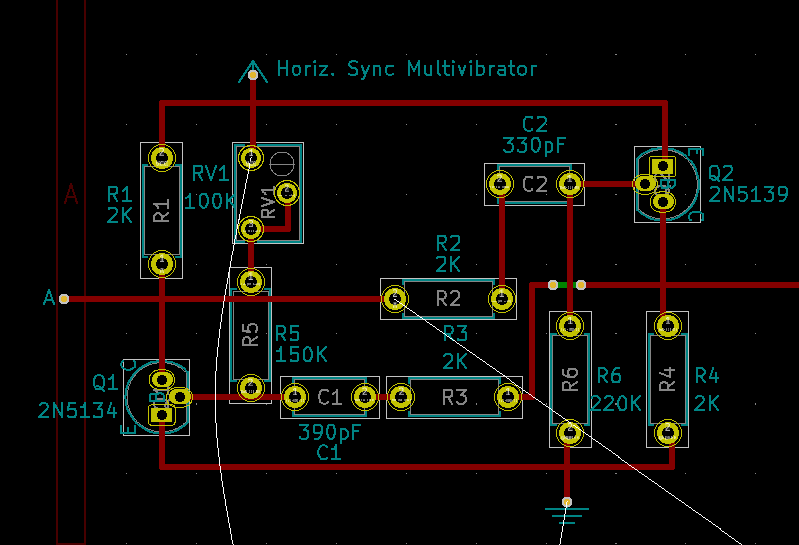 Horiz. Sync Multivibrator
C2
330pF
E
RV1
100K
Q2
2N5139
A
R1
2K
R1
RV1
C2
C
R2
2K
A
R2
R5
R5
150K
R3
2K
Q1
2N5134
C
E
C1
R3
R6
R6
220K
R4
R4
2K
390pF
C1